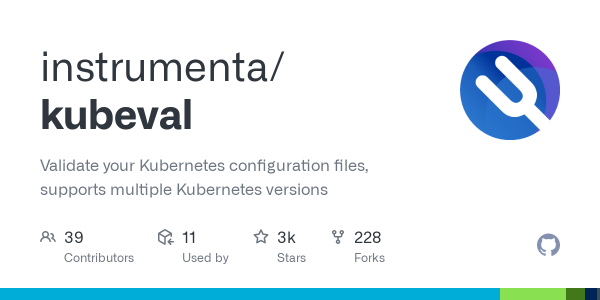 instrumenta/
kubeval
Validate your Kubernetes configuration files,
supports multiple Kubernetes versions
39 11 3k 228
Contributors Used by Stars Forks